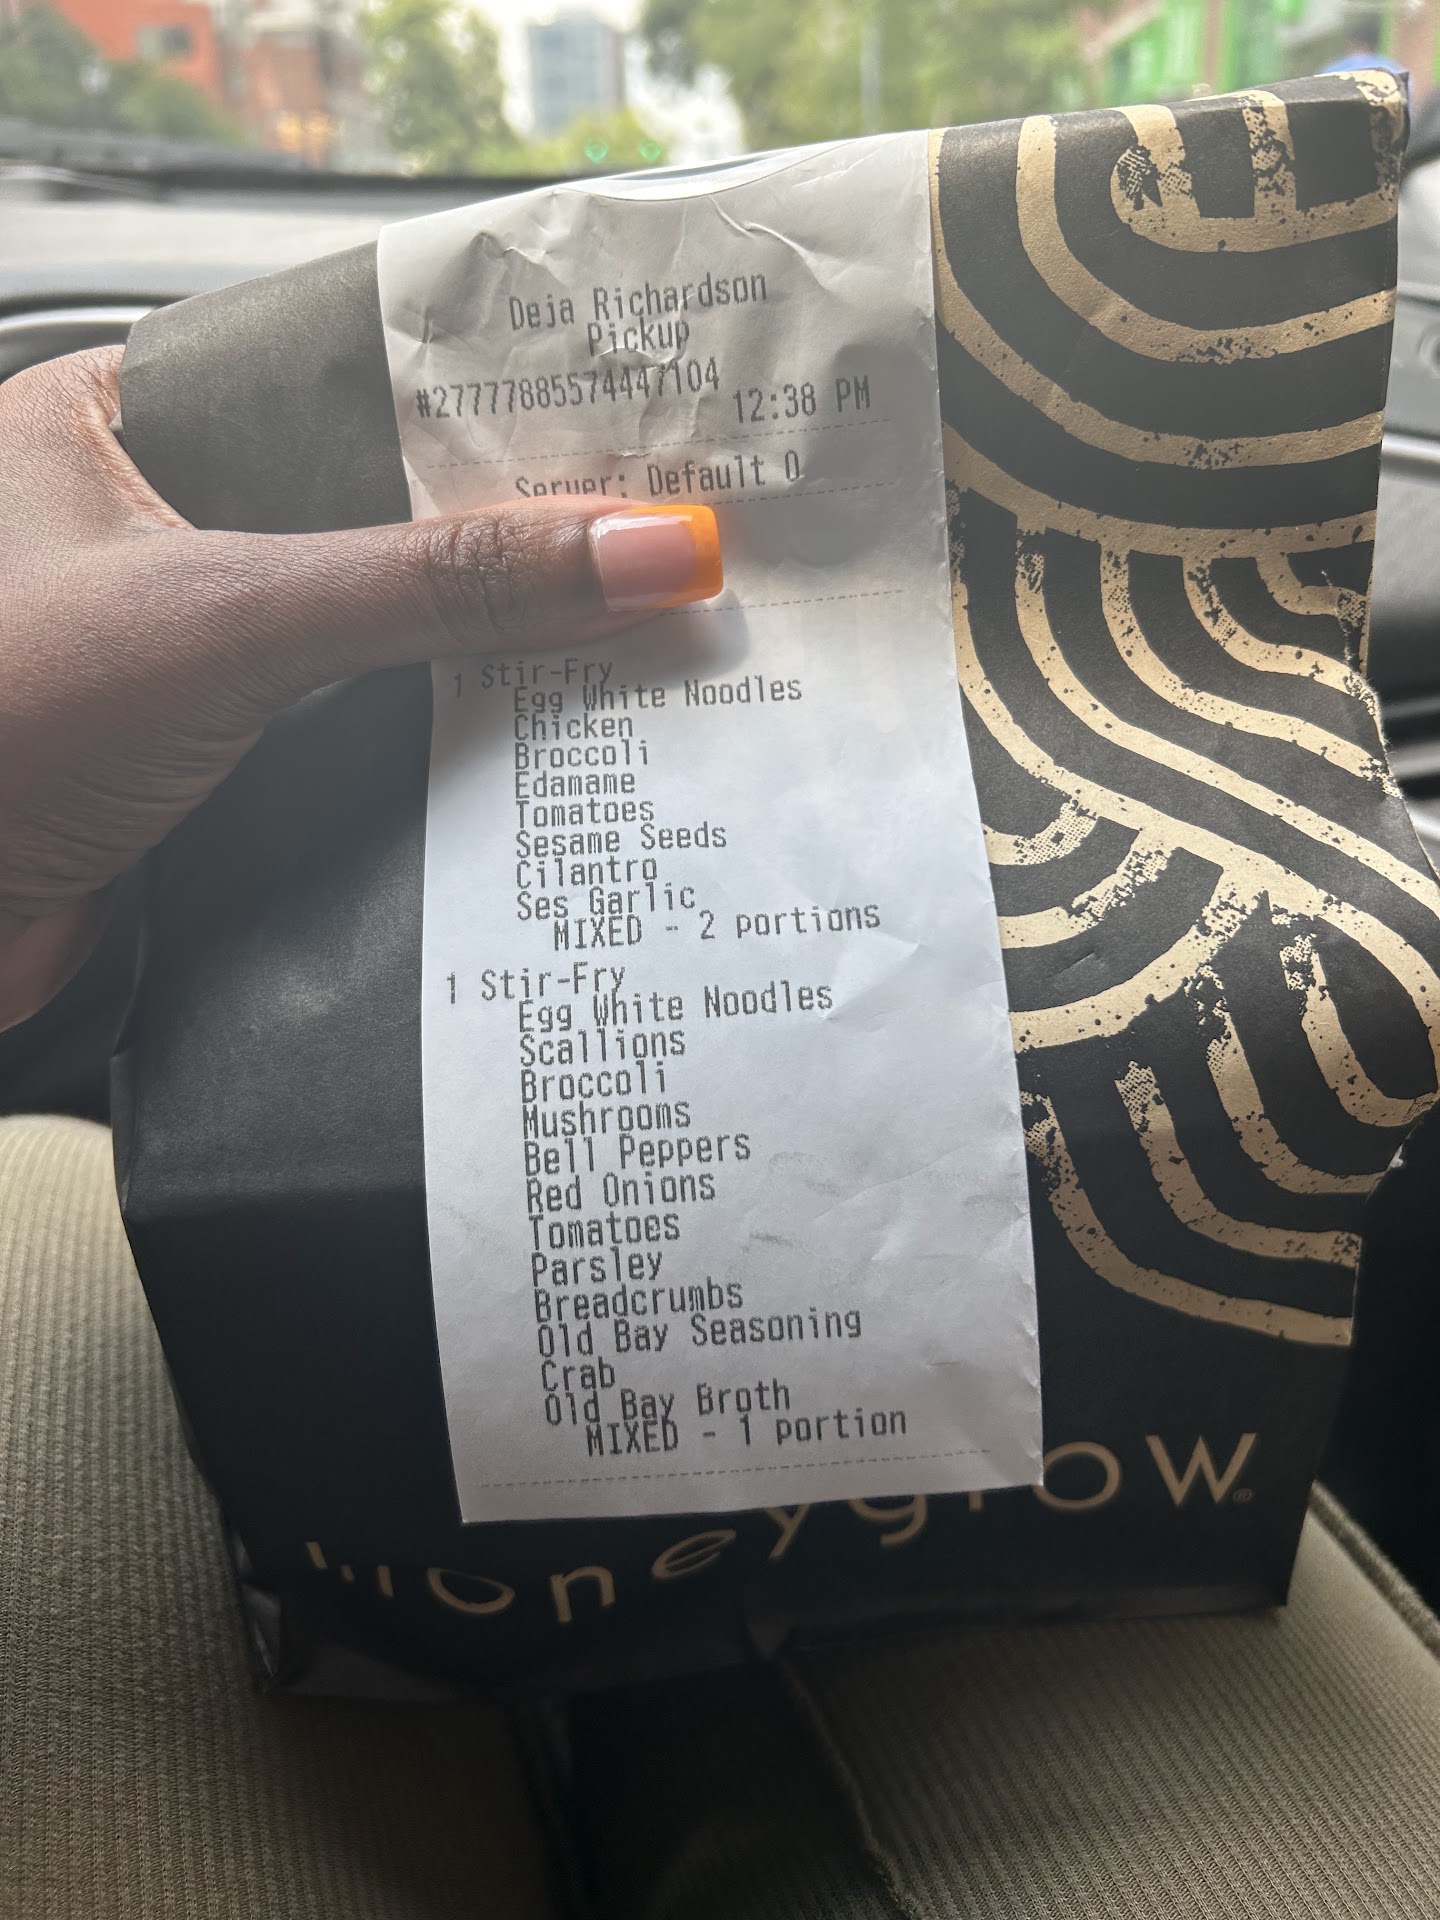 Deja Richardson
Pickup
#27777885574447104 12:38 PM
Server: Default 0
1 Stir-Fry
Egg White Noodles
Chicken
Broccoli
Edamame
Tomatoes
Sesame Seeds
Cilantro
Ses Garlic
MIXED - 2 portions
1 Stir-Fry
Egg White Noodles
Scallions
Broccoli
Mushrooms
Bell Peppers
Red Onions
Tomatoes
Parsley
Breadcrumbs
Old Bay Seasoning
Crab
Old Bay Broth
MIXED - 1 portion
honeygrow®